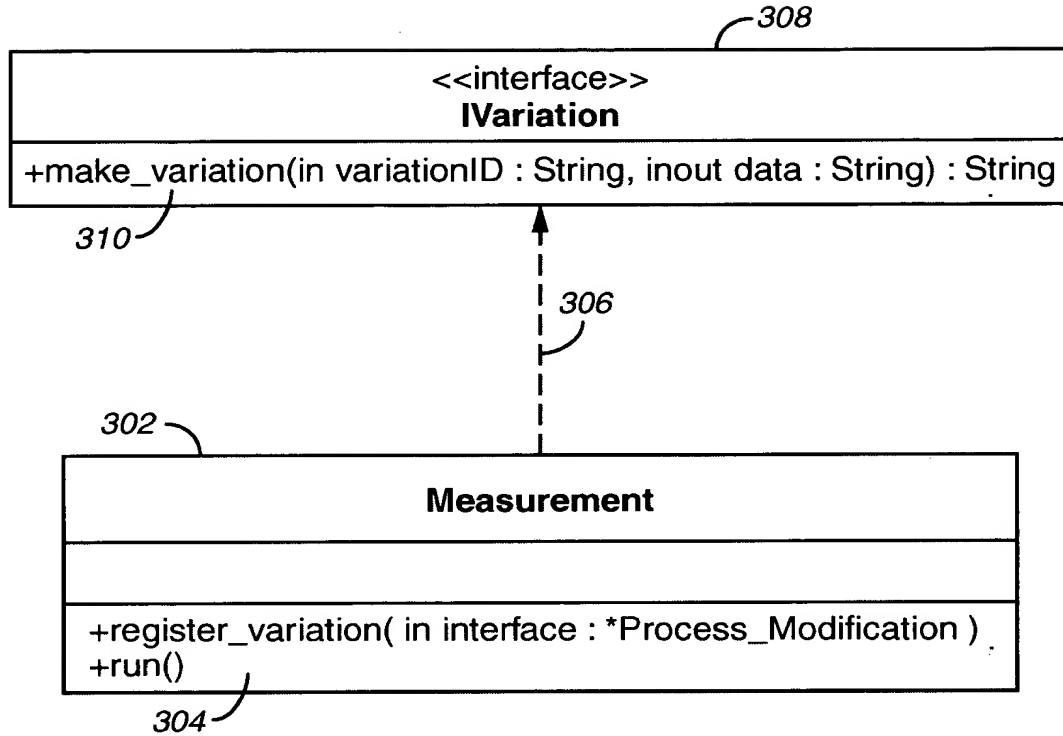 308
<<interface>>
IVariation
+make_variation(in variationID : String, inout data : String) : String
310
306
302
Measurement
+register_variation( in interface : *Process_Modification )
+run()
304